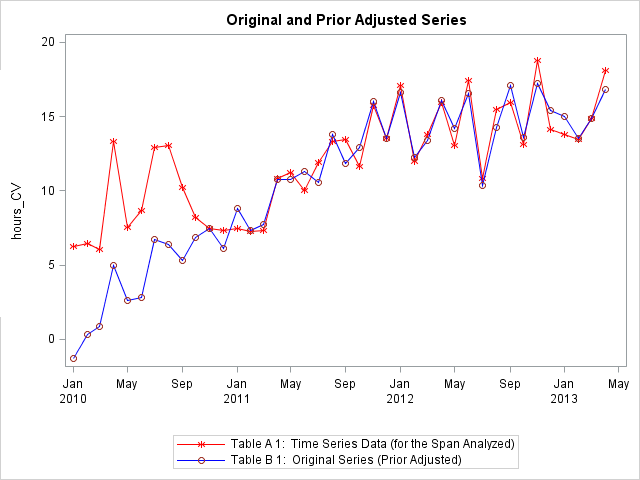 Original and Prior Adjusted Series
20
15
10
5
0
hours_CV
Jan May Sep Jan May Sep Jan May Sep Jan May
2010 2011 2012 2013
Table A 1: Time Series Data (for the Span Analyzed)
Table B 1: Original Series (Prior Adjusted)